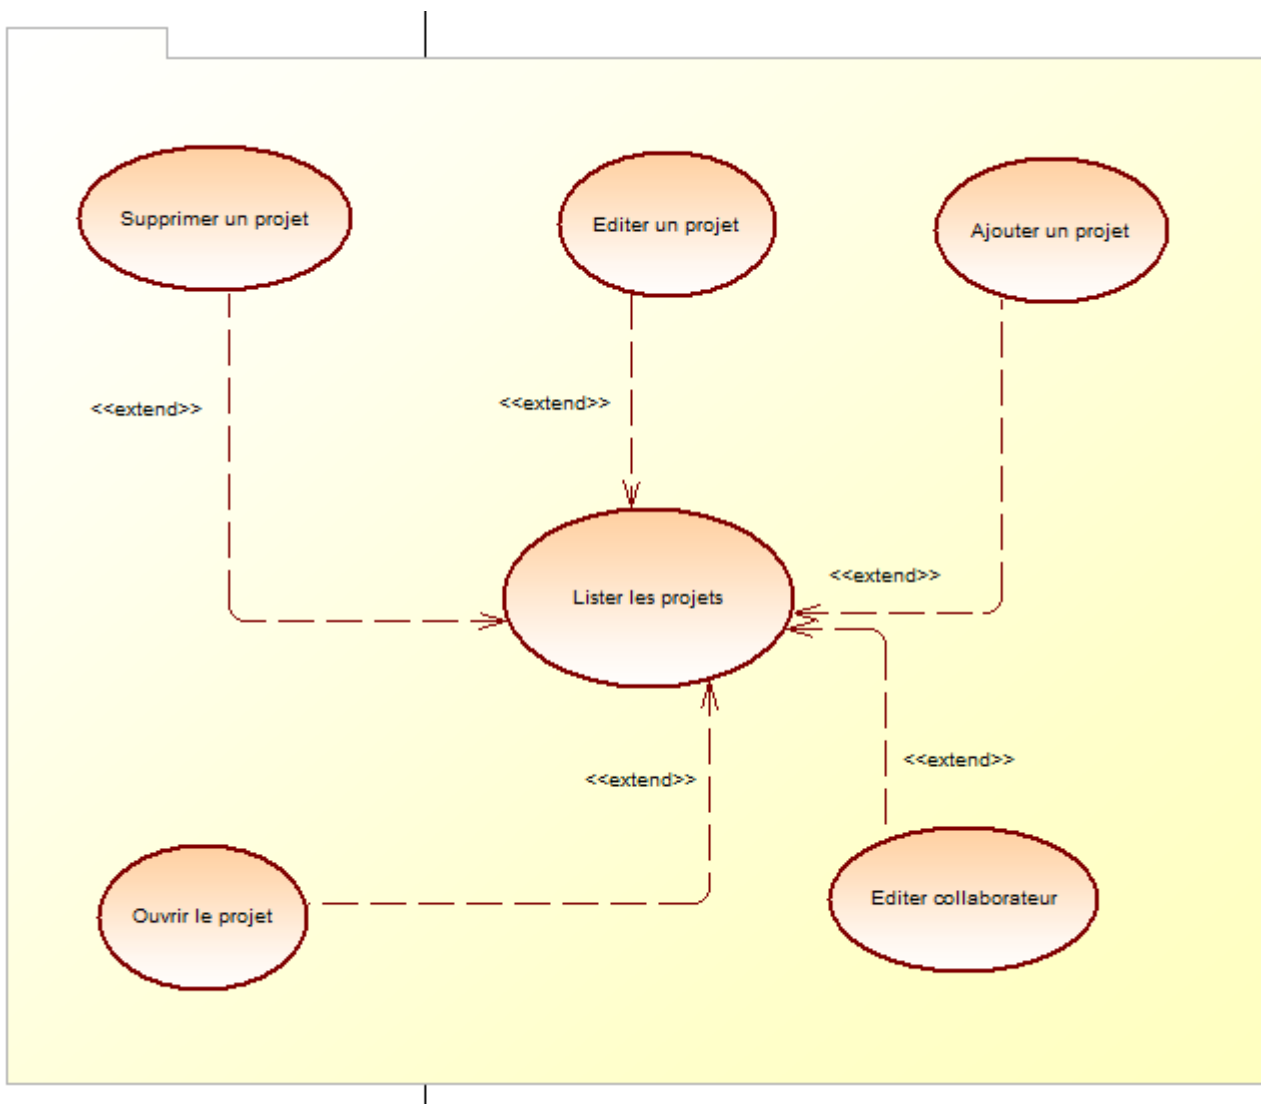 Supprimer un projet
Editer un projet
Ajouter un projet
<<extend>>
<<extend>>
<<extend>>
Lister les projets
<<extend>>
<<extend>>
Ouvrir le projet
Editer collaborateur